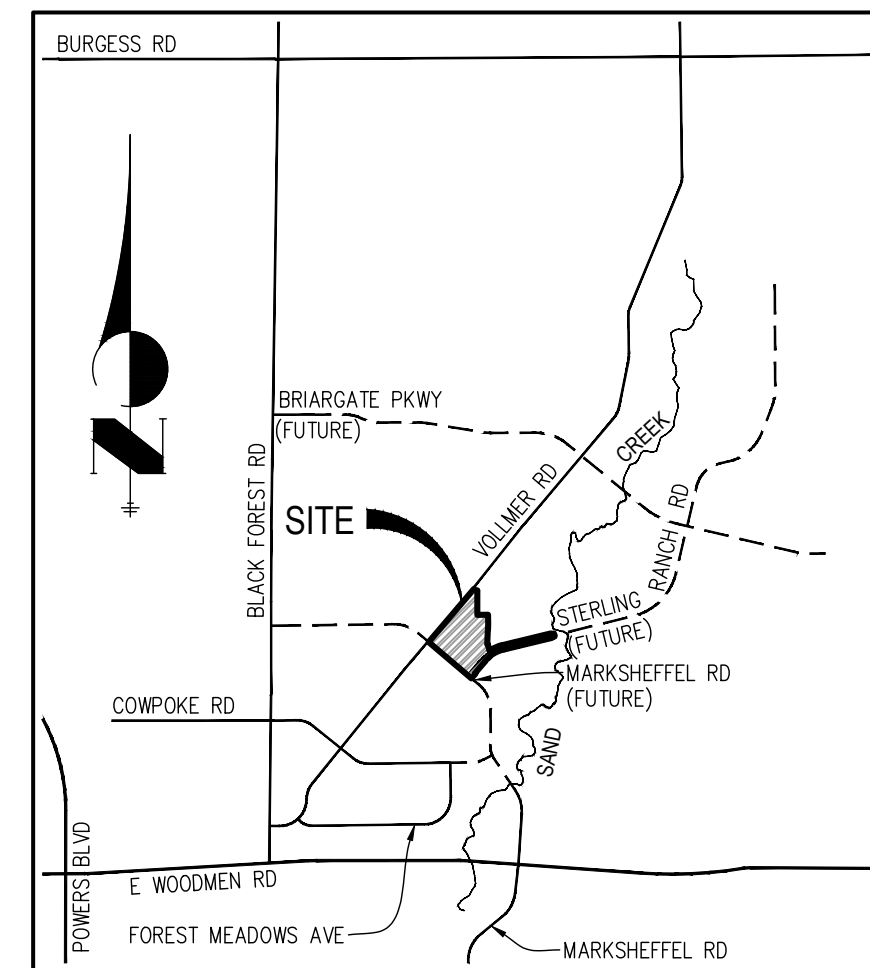 BURGESS RD
N
BRIARGATE PKWY
(FUTURE)
BLACK FOREST RD
SITE
VOLLMER RD
CREEK
RANCH RD
STERLING
(FUTURE)
MARKSHEFFEL RD
(FUTURE)
COWPOKE RD
SAND
POWERS BLVD
E WOODMEN RD
FOREST MEADOWS AVE
MARKSHEFFEL RD